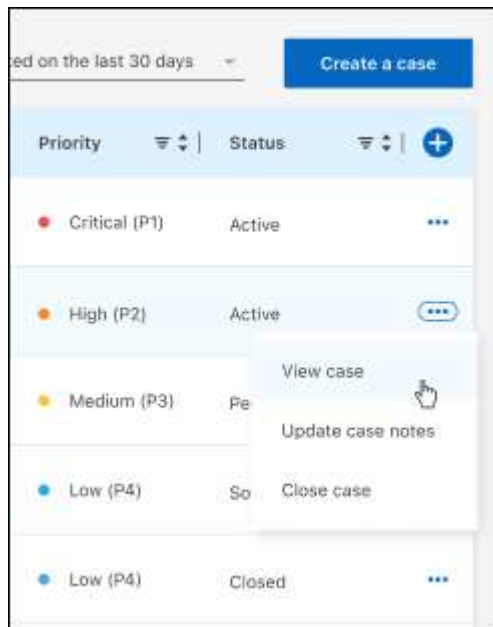 ed on the last 30 days
Create a case
Priority Status
Critical (P1) Active
High (P2) Active
View case
Medium (P3) Pe
Update case notes
Low (P4) So
Close case
Low (P4) Closed